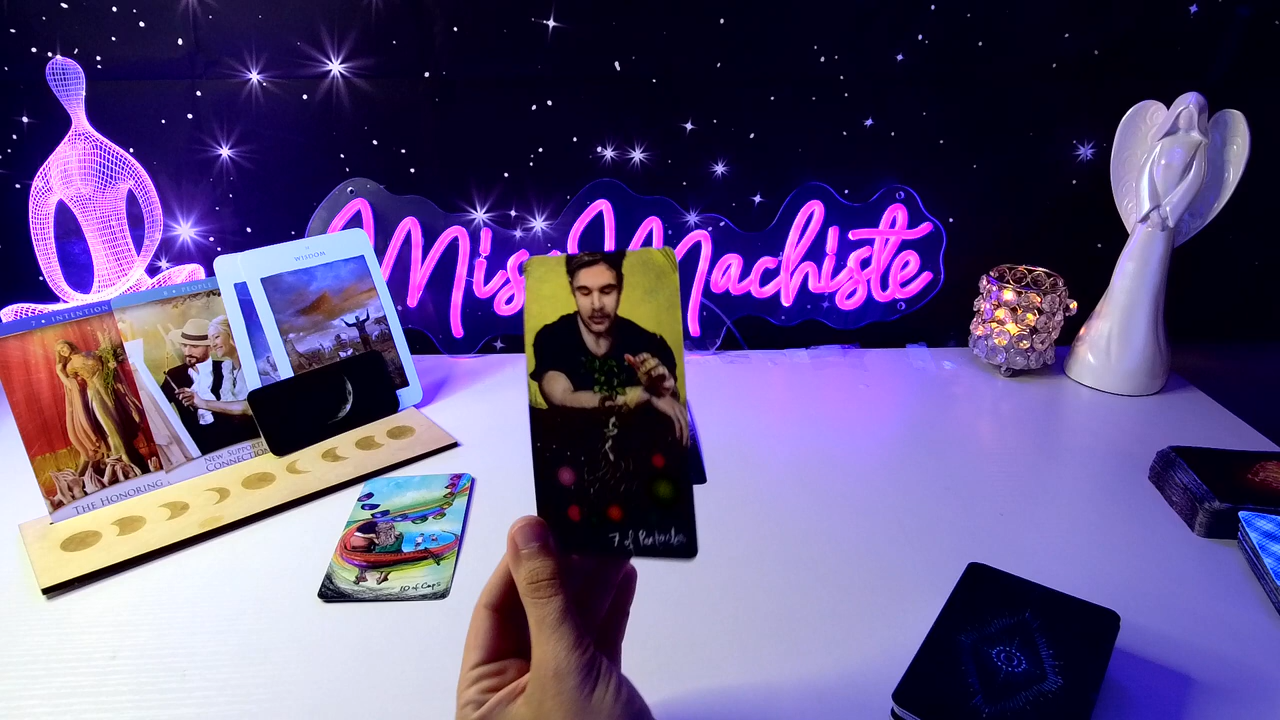 Miss Machiste
WISDOM
7 • INTENTION
8 • PEOPLE
THE HONORING
NEW SUPPORT
CONNECTION
10 of Cups
7 of Pentacles